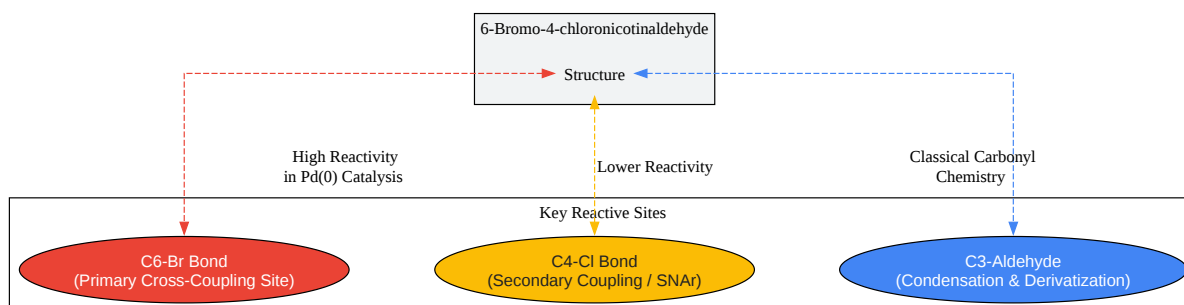 6-Bromo-4-chloronicotinaldehyde
Structure
High Reactivity
in Pd(0) Catalysis
Lower Reactivity
Classical Carbonyl
Chemistry
Key Reactive Sites
C6-Br Bond
(Primary Cross-Coupling Site)
C4-Cl Bond
(Secondary Coupling / SNAr)
C3-Aldehyde
(Condensation & Derivatization)